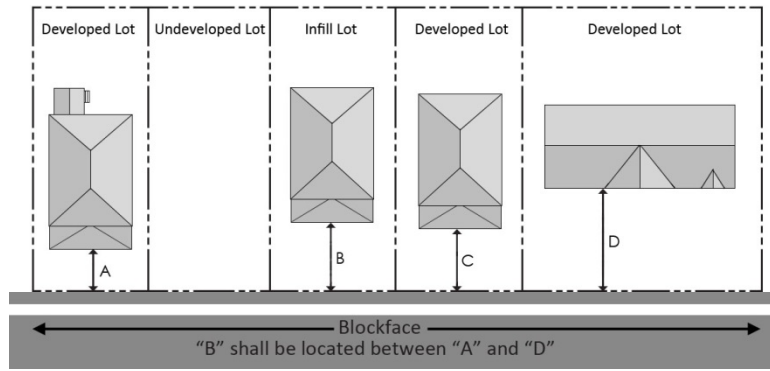 Developed Lot
Undeveloped Lot
Infill Lot
Developed Lot
Developed Lot
A
B
C
D
Blockface
“B” shall be located between “A” and “D”